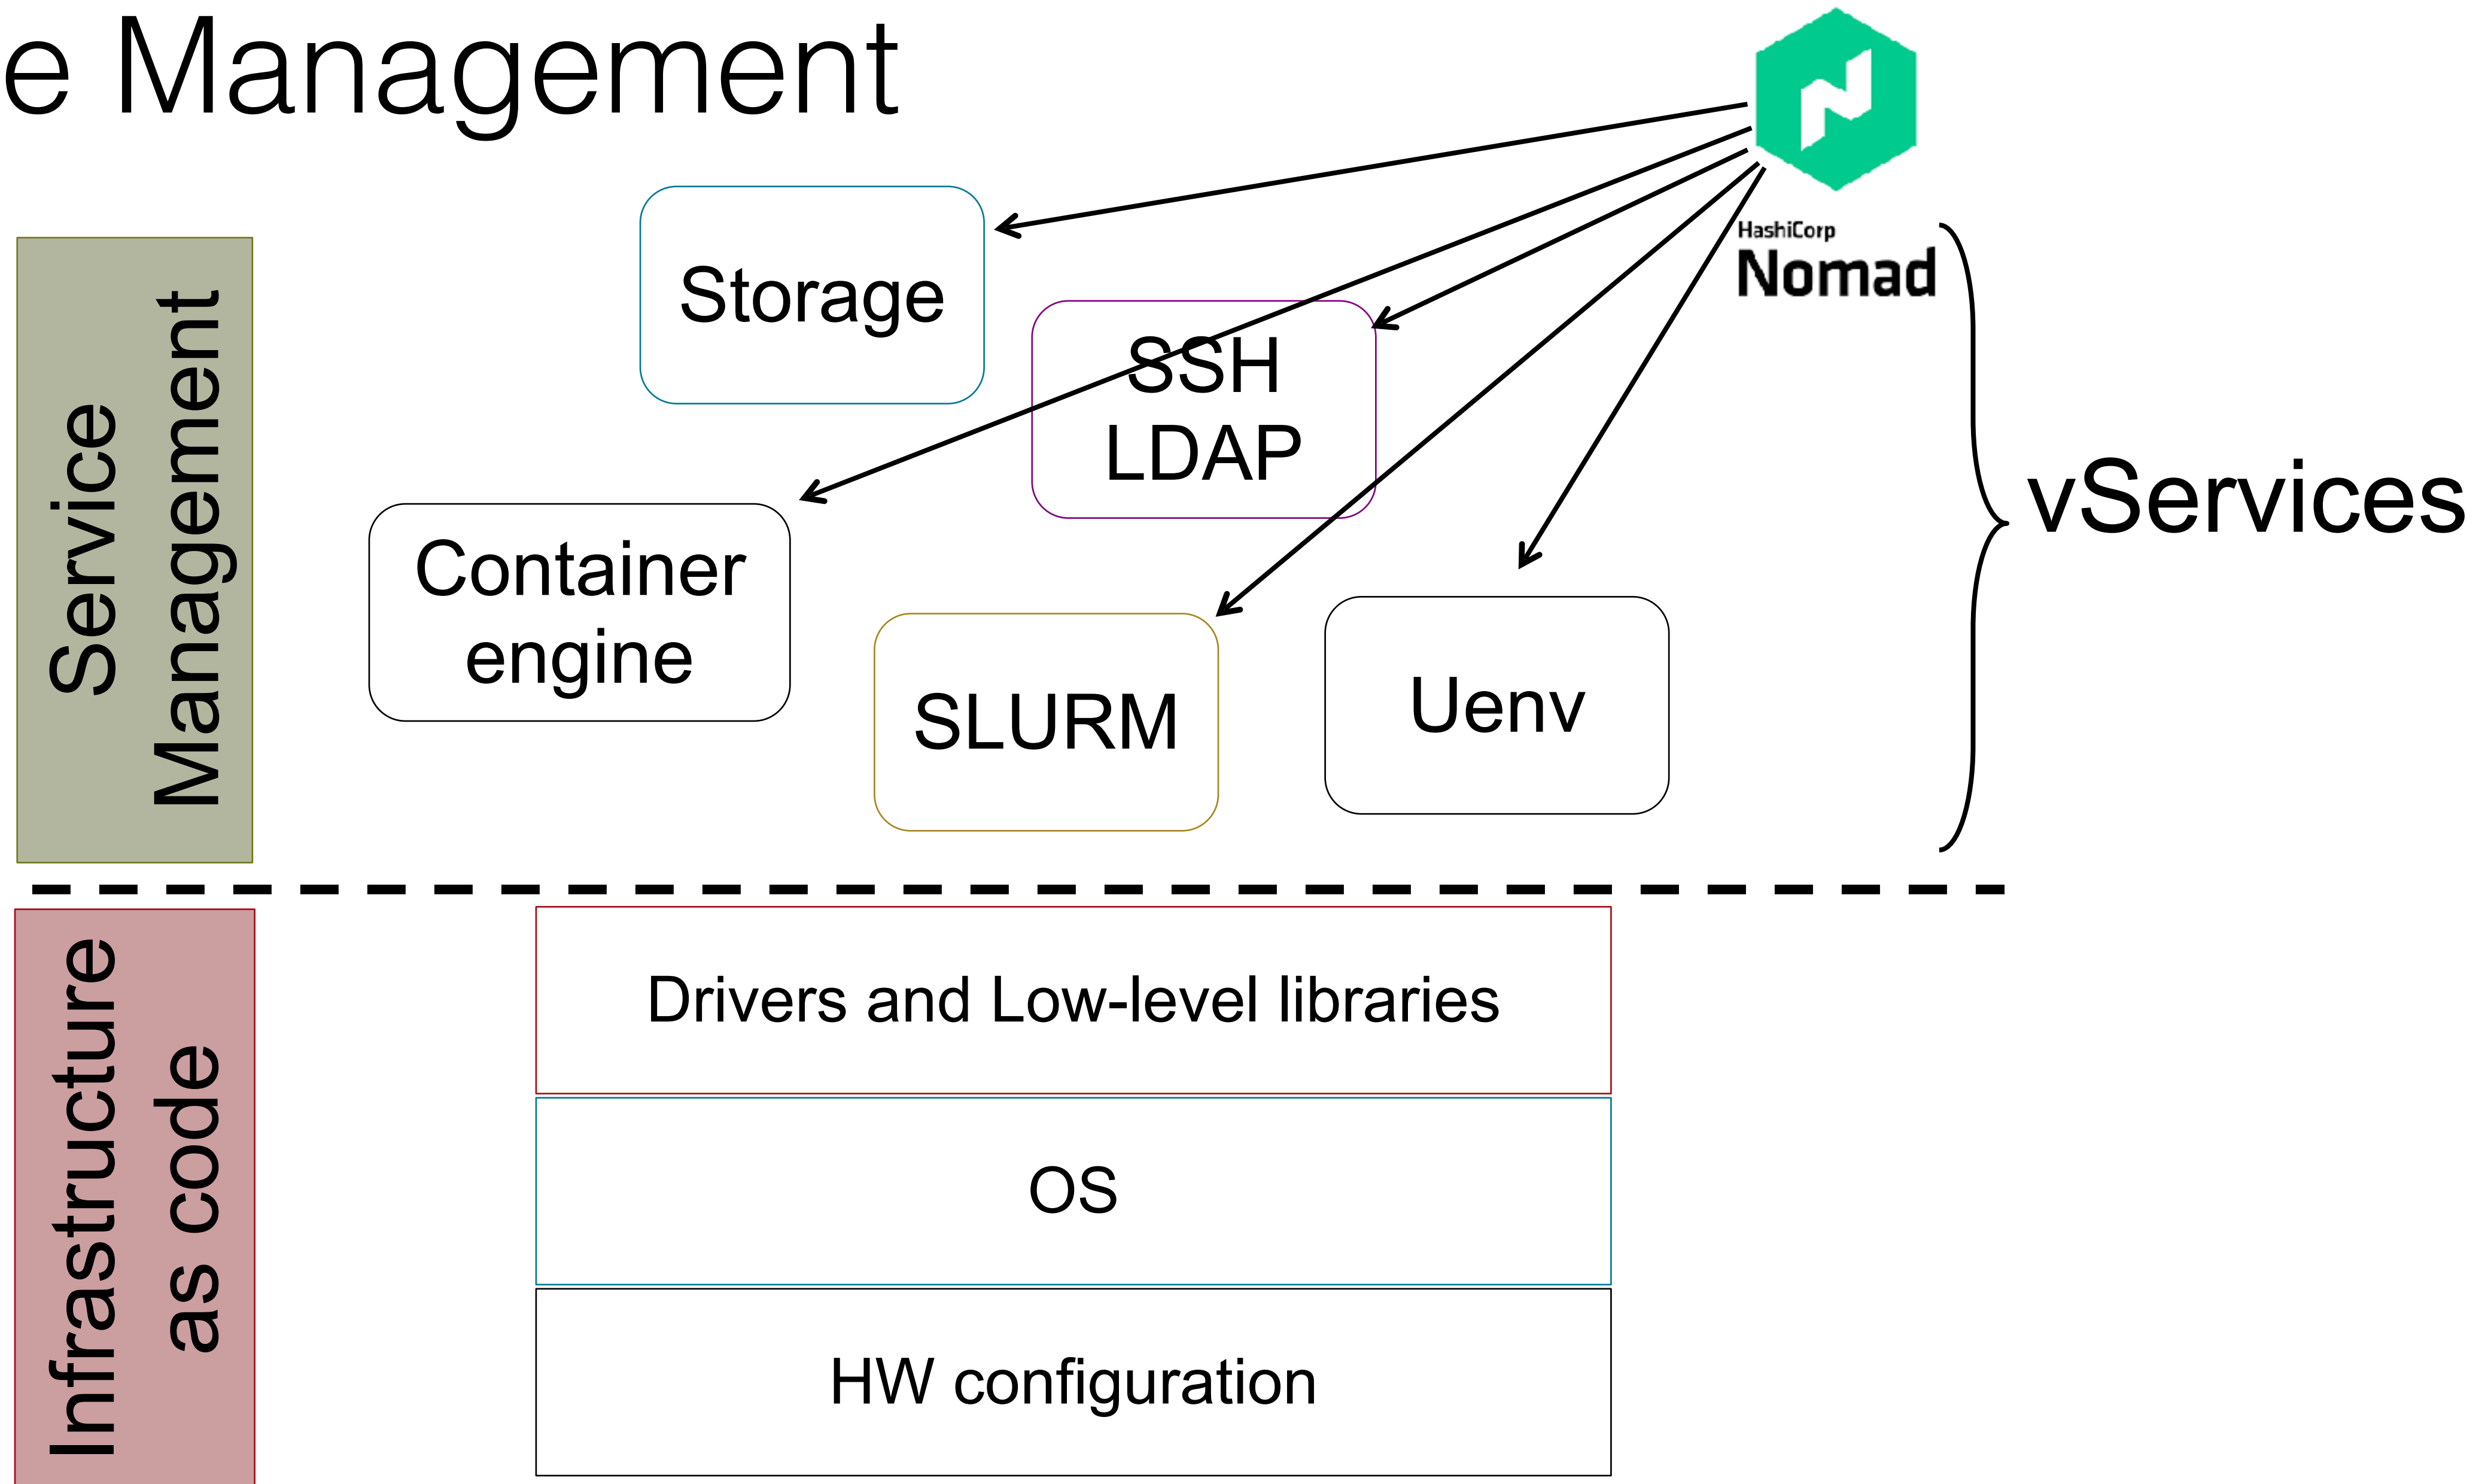 e Management
HashiCorp
Nomad
Service
Management
Storage
SSH
LDAP
Container
engine
SLURM
Uenv
vServices
Infrastructure
as code
Drivers and Low-level libraries
OS
HW configuration